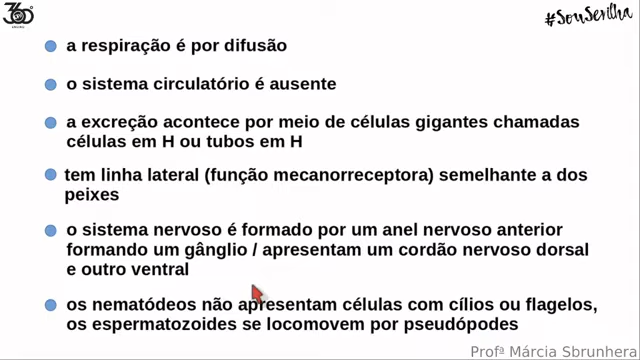 360°
#SouSerilha
a respiração é por difusão
o sistema circulatório é ausente
a excreção acontece por meio de células gigantes chamadas
células em H ou tubos em H
tem linha lateral (função mecanorreceptora) semelhante a dos
peixes
o sistema nervoso é formado por um anel nervoso anterior
formando um gânglio / apresentam um cordão nervoso dorsal
e outro ventral
os nematódeos não apresentam células com cílios ou flagelos,
os espermatozoides se locomovem por pseudópodes
Profª Márcia Sbrunhera